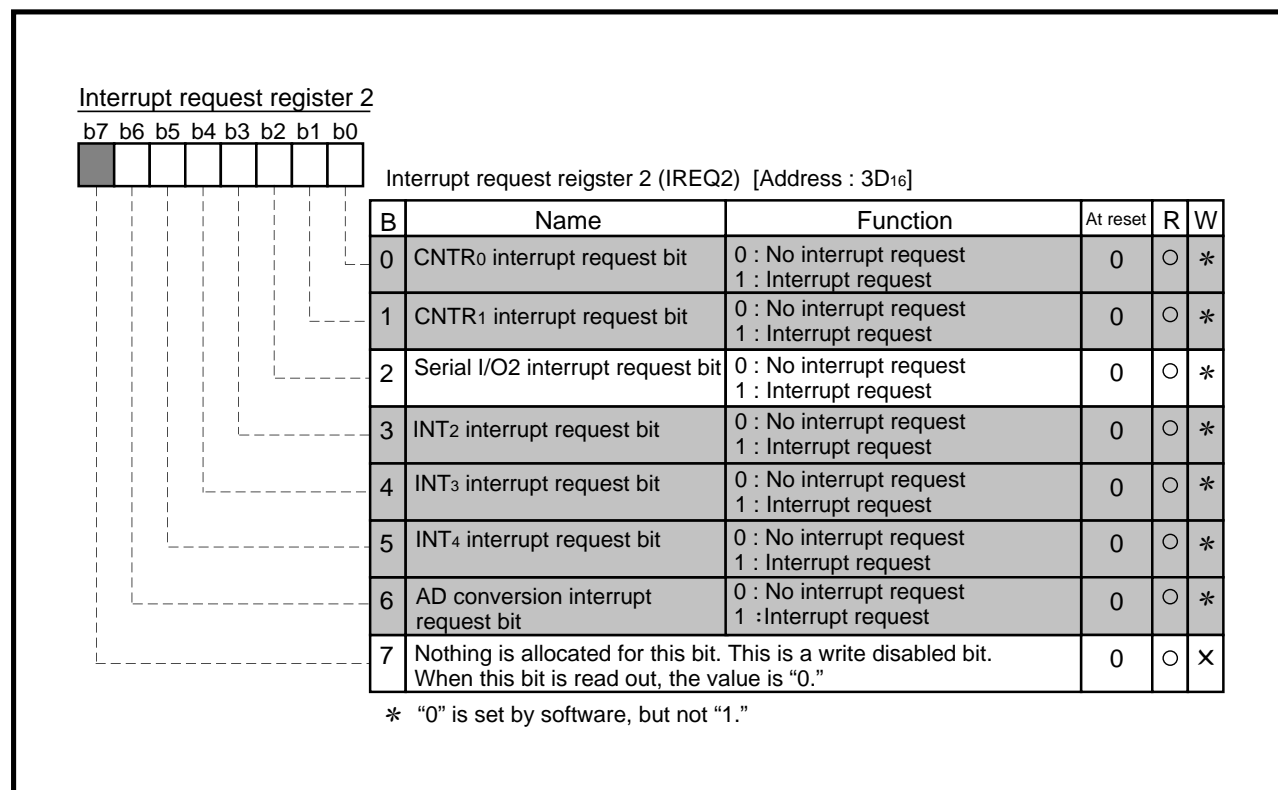 Interrupt request register 2
b7 b6 b5 b4 b3 b2 b1 b0
Interrupt request reigster 2 (IREQ2) [Address : 3D16]
B Name Function At reset R W
0 CNTR0 interrupt request bit 0 : No interrupt request 0 ○ *
1 : Interrupt request
1 CNTR1 interrupt request bit 0 : No interrupt request 0 ○ *
1 : Interrupt request
2 Serial I/O2 interrupt request bit 0 : No interrupt request 0 ○ *
1 : Interrupt request
3 INT2 interrupt request bit 0 : No interrupt request 0 ○ *
1 : Interrupt request
4 INT3 interrupt request bit 0 : No interrupt request 0 ○ *
1 : Interrupt request
5 INT4 interrupt request bit 0 : No interrupt request 0 ○ *
1 : Interrupt request
6 AD conversion interrupt 0 : No interrupt request 0 ○ *
request bit 1 :Interrupt request
7 Nothing is allocated for this bit. This is a write disabled bit. 0 ○ ×
When this bit is read out, the value is “0.”
* “0” is set by software, but not “1.”